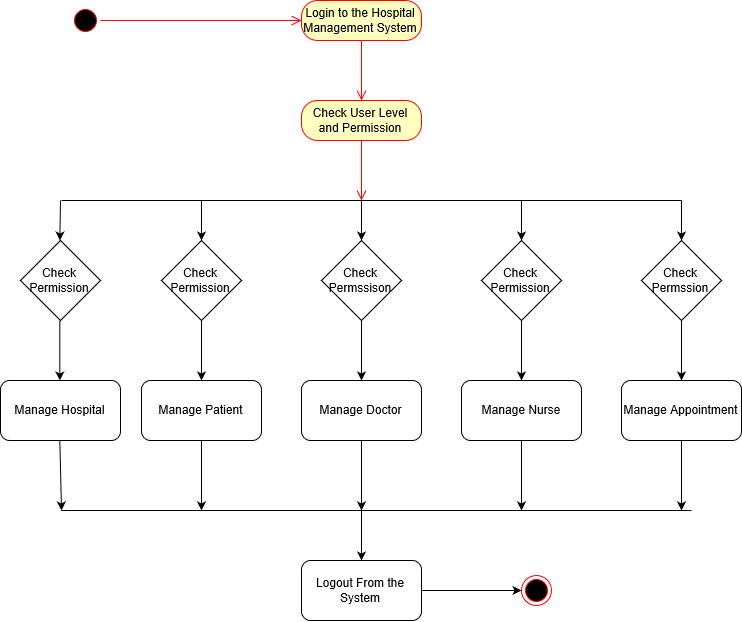 Login to the Hospital
Management System
Check User Level
and Permission
Check
Permission
Check
Permission
Check
Permssison
Check
Permission
Check
Permssion
Manage Hospital
Manage Patient
Manage Doctor
Manage Nurse
Manage Appointment
Logout From the
System